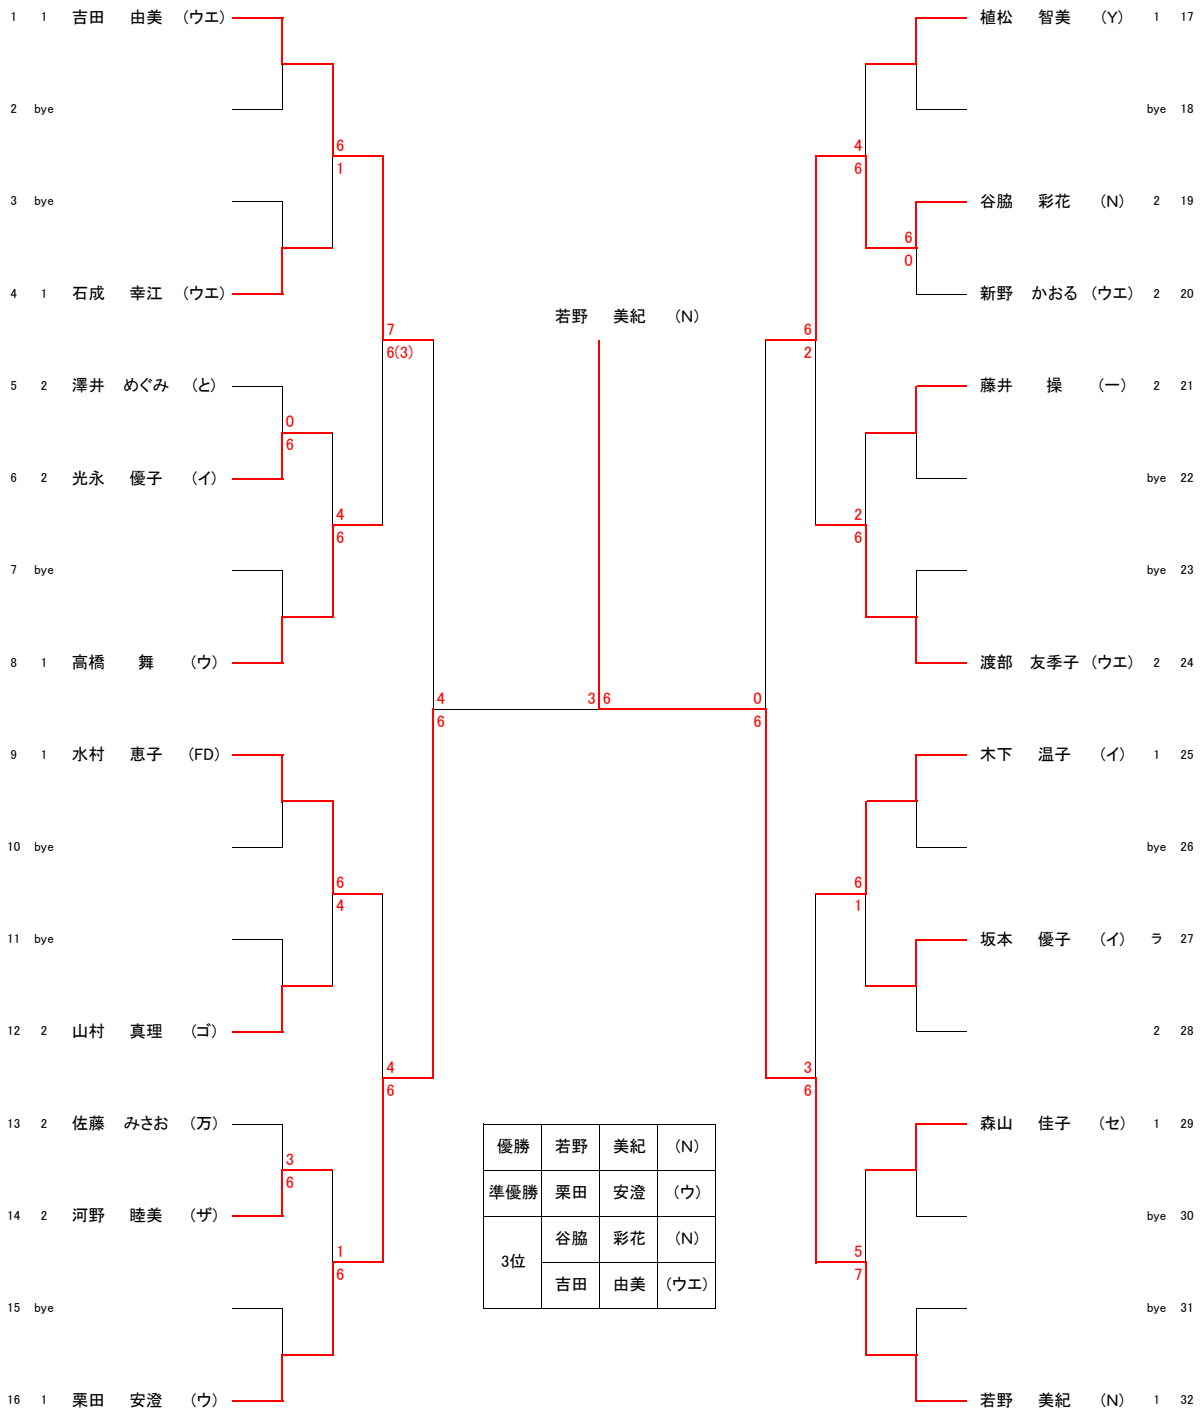 1 1 吉田 由美 (ウエ) 植松 智美 (Y) 1 17
2 bye bye 18
6 4
1 6
3 bye 谷脇 彩花 (N) 2 19
6
0
4 1 石成 幸江 (ウエ) 新野 かおる (ウエ) 2 20
若野 美紀 (N)
7 6
6(3) 2
5 2 澤井 めぐみ (と) 藤井 操 (一) 2 21
0
6
6 2 光永 優子 (イ) bye 22
4 2
6 6
7 bye bye 23
8 1 高橋 舞 (ウ) 渡部 友季子 (ウエ) 2 24
4 3 6 0
6 6
9 1 水村 恵子 (FD) 木下 温子 (イ) 1 25
10 bye bye 26
6 6
4 1
11 bye 坂本 優子 (イ) ラ 27
12 2 山村 真理 (ゴ) 2 28
4 3
6 6
13 2 佐藤 みさお (万) 森山 佳子 (セ) 1 29
優勝 若野 美紀 (N)
3
6
準優勝 栗田 安澄 (ウ)
14 2 河野 睦美 (ザ) bye 30
谷脇 彩花 (N)
1 5
3位
6 7
吉田 由美 (ウエ)
15 bye bye 31
16 1 栗田 安澄 (ウ) 若野 美紀 (N) 1 32